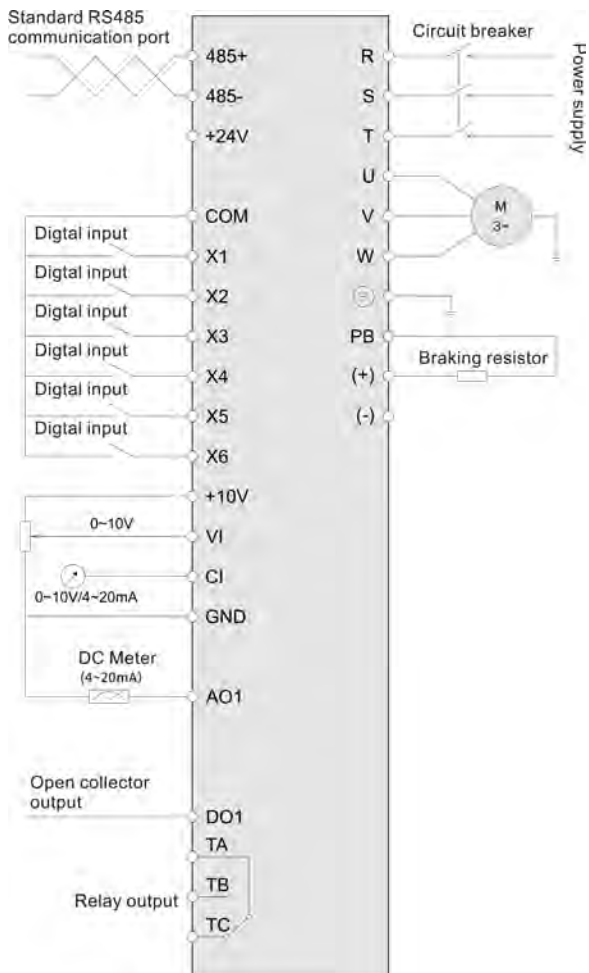 Standard RS485
communication port
485+
485-
+24V
COM
Digtal input
X1
Digtal input
X2
Digtal input
X3
Digtal input
X4
Digtal input
X5
Digtal input
X6
+10V
0~10V
VI
CI
0~10V/4~20mA
GND
DC Meter
(4~20mA)
AO1
Open collector
output
DO1
TA
TB
Relay output
TC
Circuit breaker
R
S
T
Power supply
U
V
W
M
3~
PB
Braking resistor
(+)
(-)